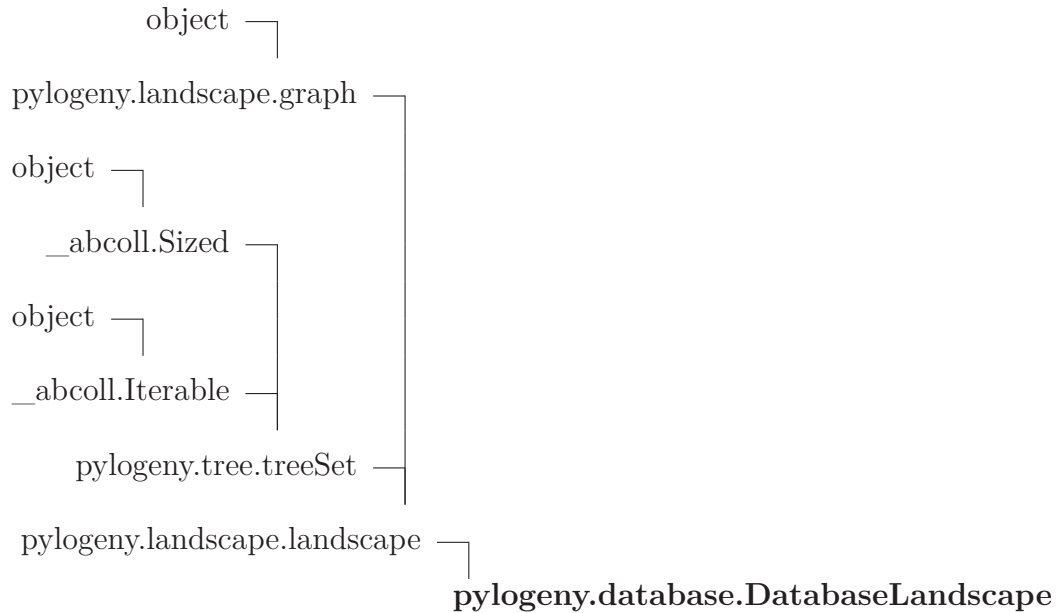 object
pylogeny.landscape.graph
object
_abcoll.Sized
object
_abcoll.Iterable
pylogeny.tree.treeSet
pylogeny.landscape.landscape
pylogeny.database.DatabaseLandscape